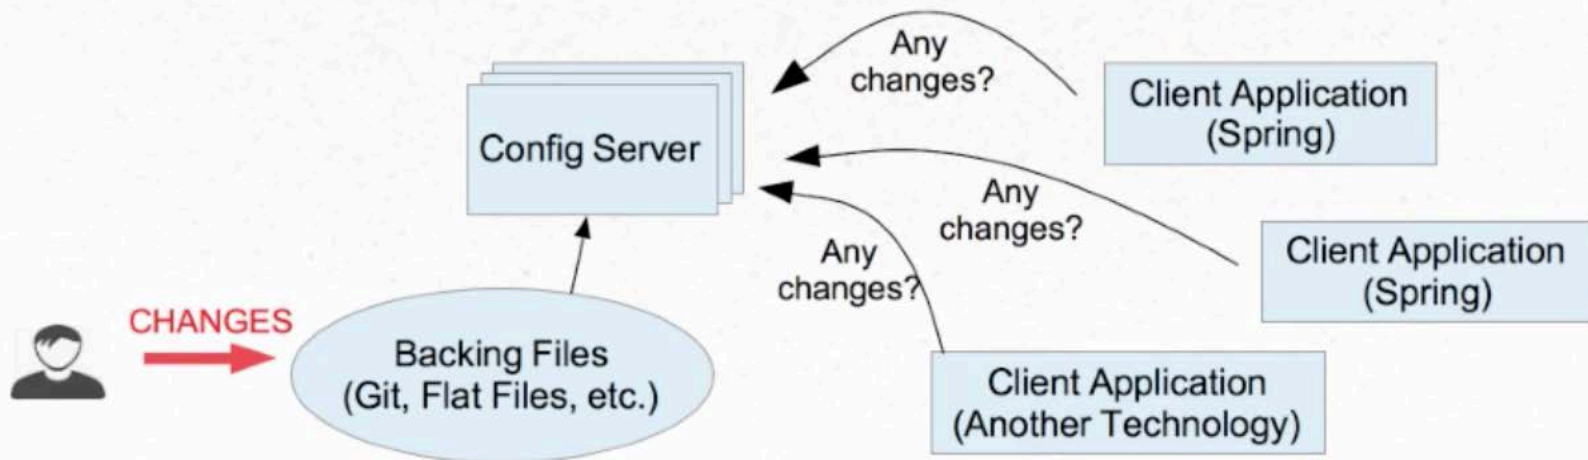 Any
changes?
Client Application
(Spring)
Config Server
Any
changes?
Client Application
(Spring)
Any
changes?
CHANGES
Backing Files
(Git, Flat Files, etc.)
Client Application
(Another Technology)